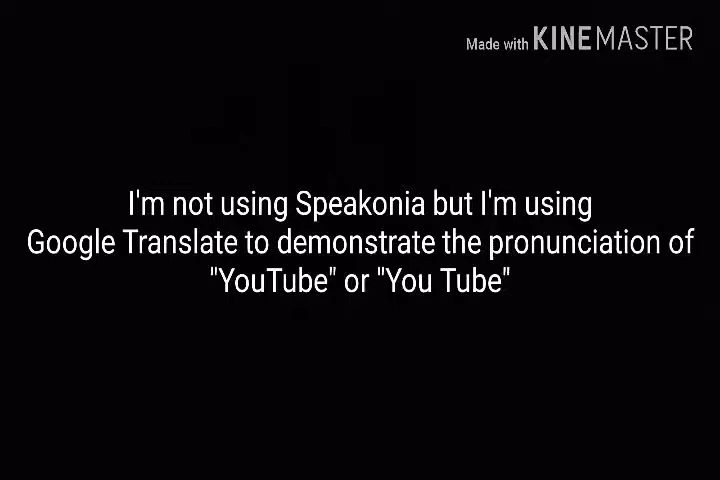 Made with KINEMASTER
I'm not using Speakonia but I'm using
Google Translate to demonstrate the pronunciation of
"YouTube" or "You Tube"